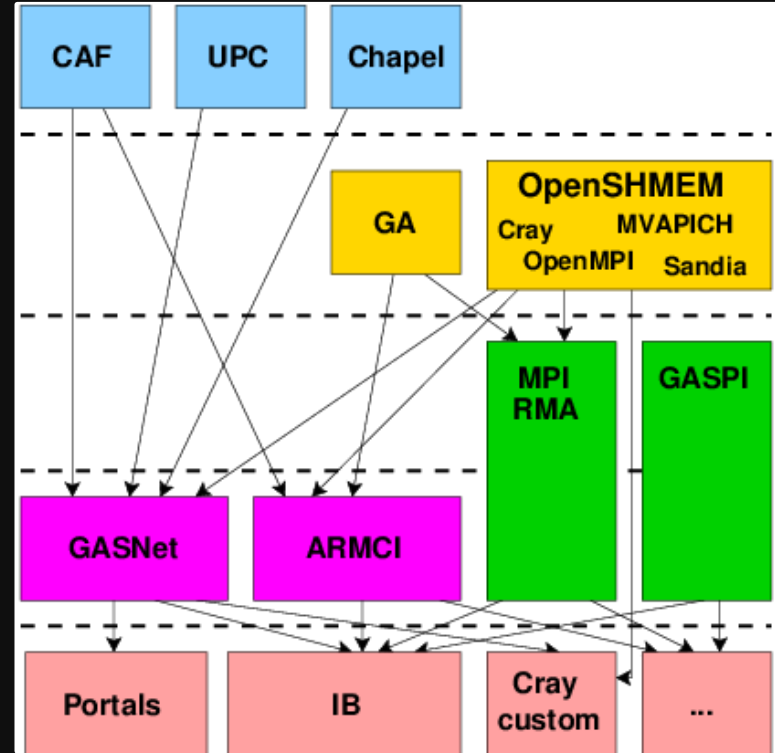 CAF
UPC
Chapel
GA
OpenSHMEM
Cray
MVAPICH
OpenMPI
Sandia
MPI
RMA
GASPI
GASNet
ARMCI
Portals
IB
Cray
custom
...